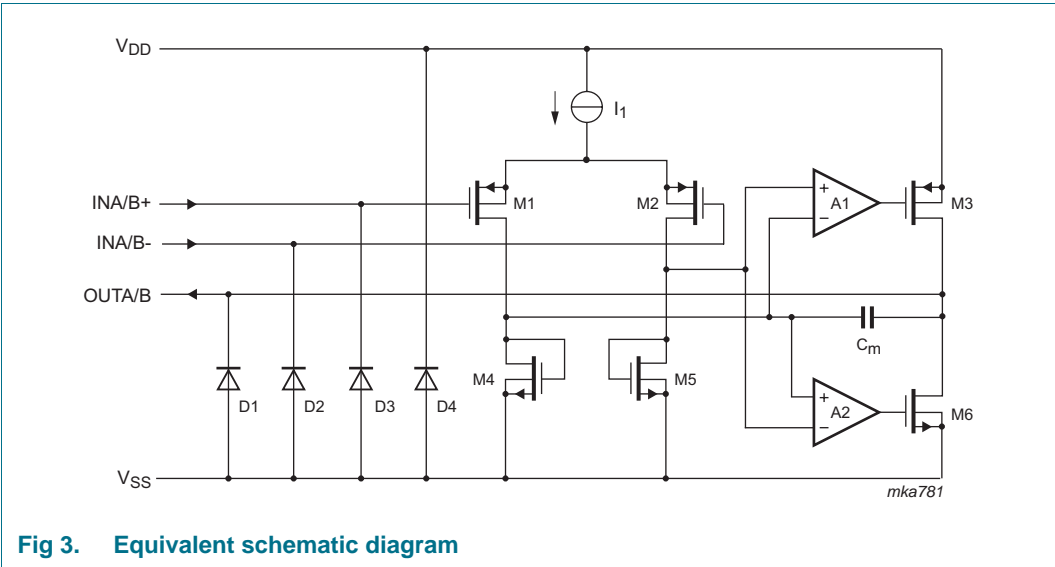 VDD
I1
INA/B+
M1
M2
+
A1
−
M3
INA/B-
OUTA/B
Cm
M4
M5
+
A2
−
M6
D1
D2
D3
D4
VSS
mka781
Fig 3. Equivalent schematic diagram